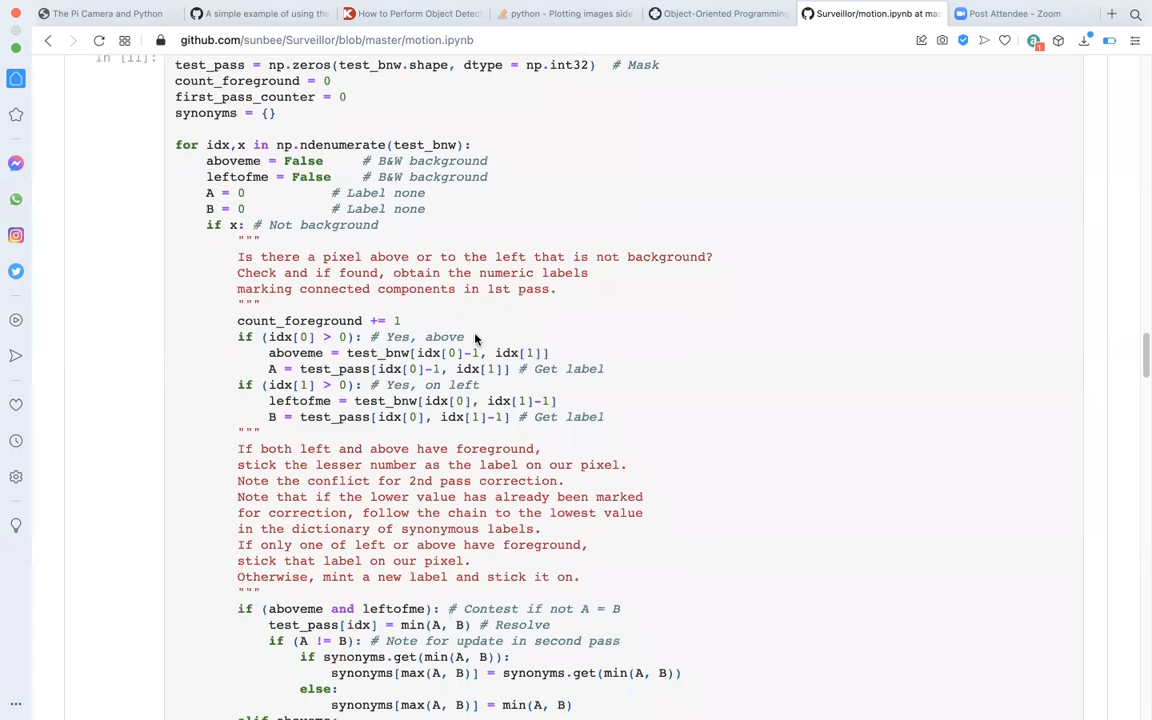 The Pi Camera and Python
A simple example of using the
How to Perform Object Detect
python - Plotting images side
Object-Oriented Programming
Surveillor/motion.ipynb at mas
Post Attendee - Zoom
github.com/sunbee/Surveillor/blob/master/motion.ipynb
1
In [11]:
test_pass = np.zeros(test_bnw.shape, dtype = np.int32)  # Mask
count_foreground = 0
first_pass_counter = 0
synonyms = {}
for idx,x in np.ndenumerate(test_bnw):
    aboveme = False     # B&W background
    leftofme = False    # B&W background
    A = 0           # Label none
    B = 0           # Label none
    if x: # Not background
        """
        Is there a pixel above or to the left that is not background?
        Check and if found, obtain the numeric labels
        marking connected components in 1st pass.
        """
        count_foreground += 1
        if (idx[0] > 0): # Yes, above
            aboveme = test_bnw[idx[0]-1, idx[1]]
            A = test_pass[idx[0]-1, idx[1]] # Get label
        if (idx[1] > 0): # Yes, on left
            leftofme = test_bnw[idx[0], idx[1]-1]
            B = test_pass[idx[0], idx[1]-1] # Get label
        """
        If both left and above have foreground,
        stick the lesser number as the label on our pixel.
        Note the conflict for 2nd pass correction.
        Note that if the lower value has already been marked
        for correction, follow the chain to the lowest value
        in the dictionary of synonymous labels.
        If only one of left or above have foreground,
        stick that label on our pixel.
        Otherwise, mint a new label and stick it on.
        """
        if (aboveme and leftofme): # Contest if not A = B
            test_pass[idx] = min(A, B) # Resolve
            if (A != B): # Note for update in second pass
                if synonyms.get(min(A, B)):
                    synonyms[max(A, B)] = synonyms.get(min(A, B))
                else:
                    synonyms[max(A, B)] = min(A, B)
        elif aboveme: